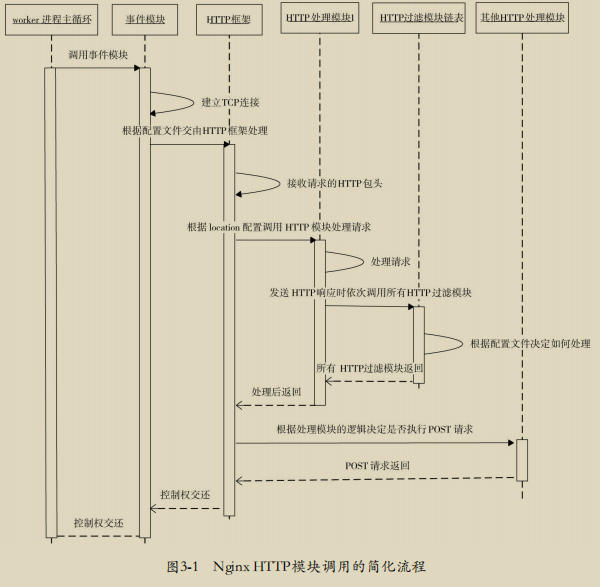 worker 进程主循环
事件模块
HTTP框架
HTTP处理模块1
HTTP过滤模块链表
其他HTTP处理模块
调用事件模块
建立TCP连接
根据配置文件交由HTTP框架处理
接收请求的HTTP包头
根据 location 配置调用 HTTP 模块处理请求
处理请求
发送 HTTP响应时依次调用所有HTTP过滤模块
根据配置文件决定如何处理
所有 HTTP过滤模块返回
处理后返回
根据处理模块的逻辑决定是否执行 POST 请求
POST 请求返回
控制权交还
控制权交还
图3-1 Nginx HTTP模块调用的简化流程